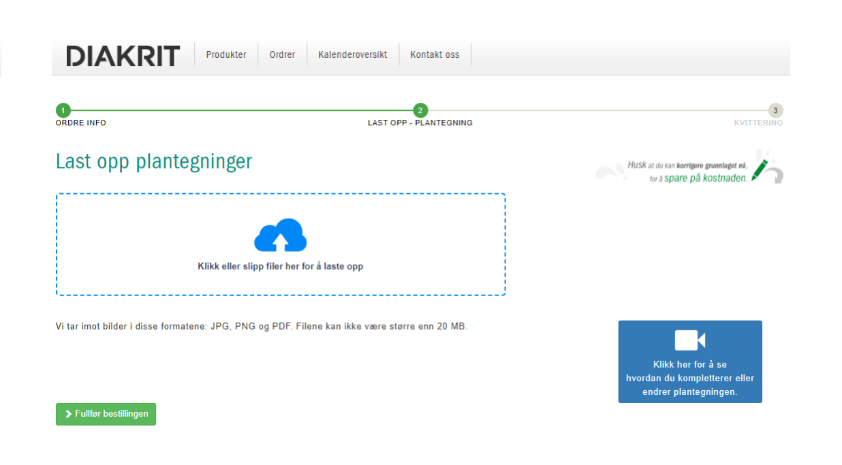 DIAKRIT Produkter Ordrer Kalenderoversikt Kontakt oss
1 2 3
ORDRE INFO LAST OPP - PLANTEGNING KVITTERING
Last opp plantegninger
Husk at du kan korrigere grunnlaget nå,
for å spare på kostnaden.
Klikk eller slipp filer her for å laste opp
Vi tar imot bilder i disse formatene: JPG, PNG og PDF. Filene kan ikke være større enn 20 MB.
Klikk her for å se
hvordan du kompletterer eller
endrer plantegningen.
Fullfør bestillingen